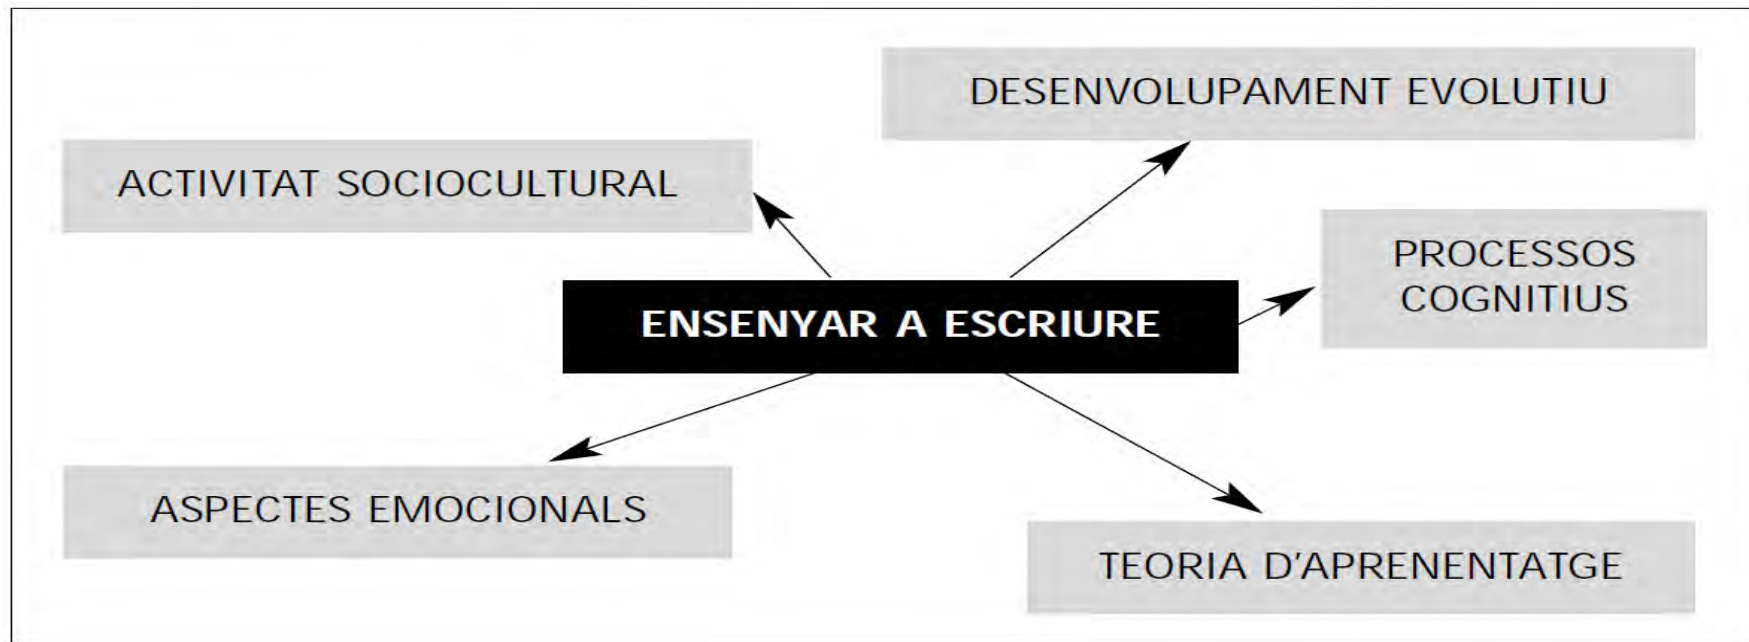 DESENVOLUPAMENT EVOLUTIU
ACTIVITAT SOCIOCULTURAL
PROCESSOS
COGNITIUS
ENSENYAR A ESCRIURE
ASPECTES EMOCIONALS
TEORIA D'APRENENTATGE